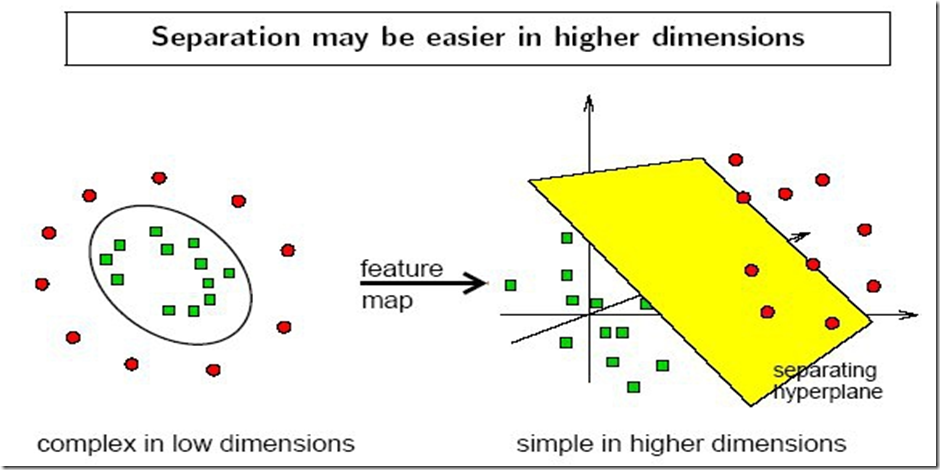 Separation may be easier in higher dimensions
feature
map
separating
hyperplane
complex in low dimensions
simple in higher dimensions